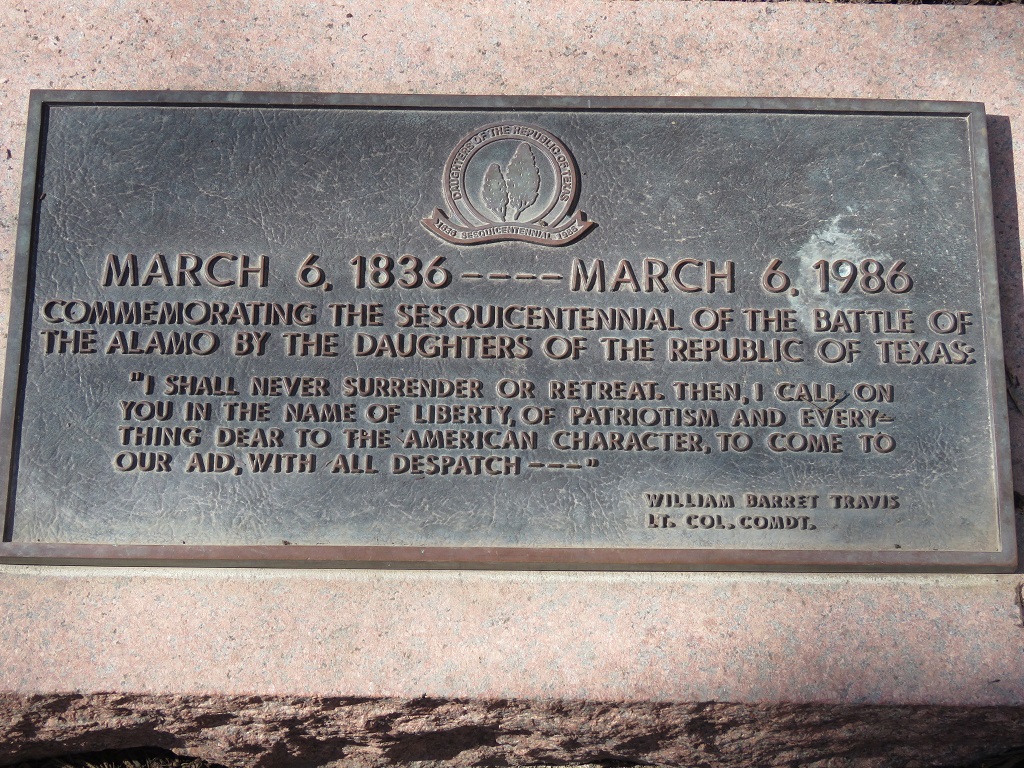 DAUGHTERS OF THE REPUBLIC OF TEXAS
1836 SESQUICENTENNIAL 1986
MARCH 6, 1836 ---- MARCH 6, 1986
COMMEMORATING THE SESQUICENTENNIAL OF THE BATTLE OF
THE ALAMO BY THE DAUGHTERS OF THE REPUBLIC OF TEXAS.
"I SHALL NEVER SURRENDER OR RETREAT. THEN, I CALL ON
YOU IN THE NAME OF LIBERTY, OF PATRIOTISM AND EVERY-
THING DEAR TO THE AMERICAN CHARACTER, TO COME TO
OUR AID, WITH ALL DESPATCH ----"
WILLIAM BARRET TRAVIS
LT. COL. COMDT.